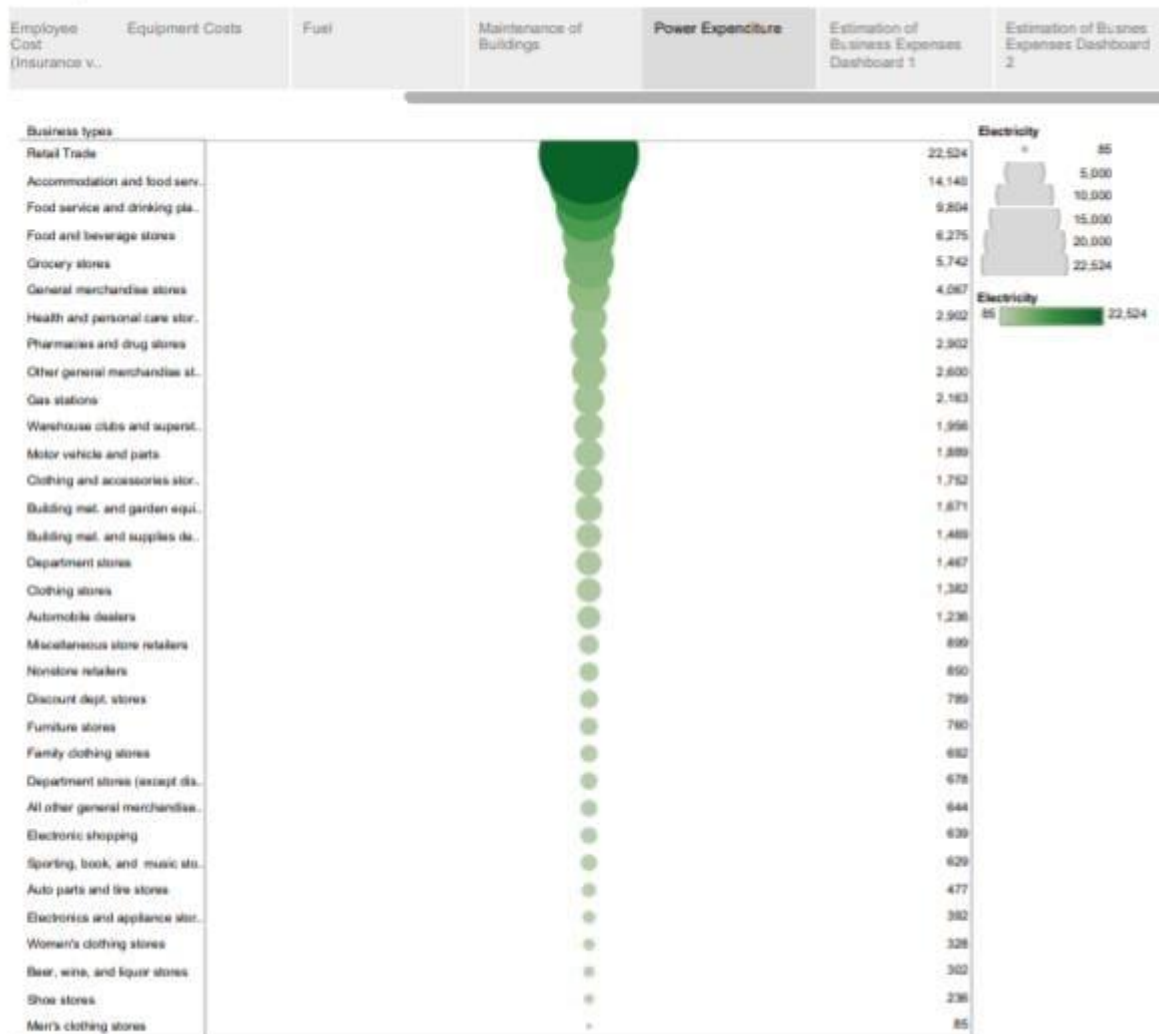 Employee
Cost
(Insurance v..
Equipment Costs
Fuel
Maintenance of
Buildings
Power Expenditure
Estimation of
Business Expenses
Dashboard 1
Estimation of Busnes
Expenses Dashboard
2
Business types
Retail Trade 22,524
Accommodation and food serv.. 14,140
Food service and drinking pla.. 9,804
Food and beverage stores 6,275
Grocery stores 5,742
General merchandise stores 4,067
Health and personal care stor.. 2,902
Pharmacies and drug stores 2,902
Other general merchandise st.. 2,600
Gas stations 2,163
Warehouse clubs and superst.. 1,956
Motor vehicle and parts 1,889
Clothing and accessories stor.. 1,752
Building mat. and garden equi.. 1,671
Building mat. and supplies de.. 1,469
Department stores 1,467
Clothing stores 1,382
Automobile dealers 1,236
Miscellaneous store retailers 899
Nonstore retailers 850
Discount dept. stores 789
Furniture stores 760
Family clothing stores 692
Department stores (except dis.. 678
All other general merchandise.. 644
Electronic shopping 639
Sporting, book, and music sto.. 629
Auto parts and tire stores 477
Electronics and appliance stor.. 392
Women's clothing stores 328
Beer, wine, and liquor stores 302
Shoe stores 236
Men's clothing stores 85
Electricity
85
5,000
10,000
15,000
20,000
22,524
Electricity
85 22,524